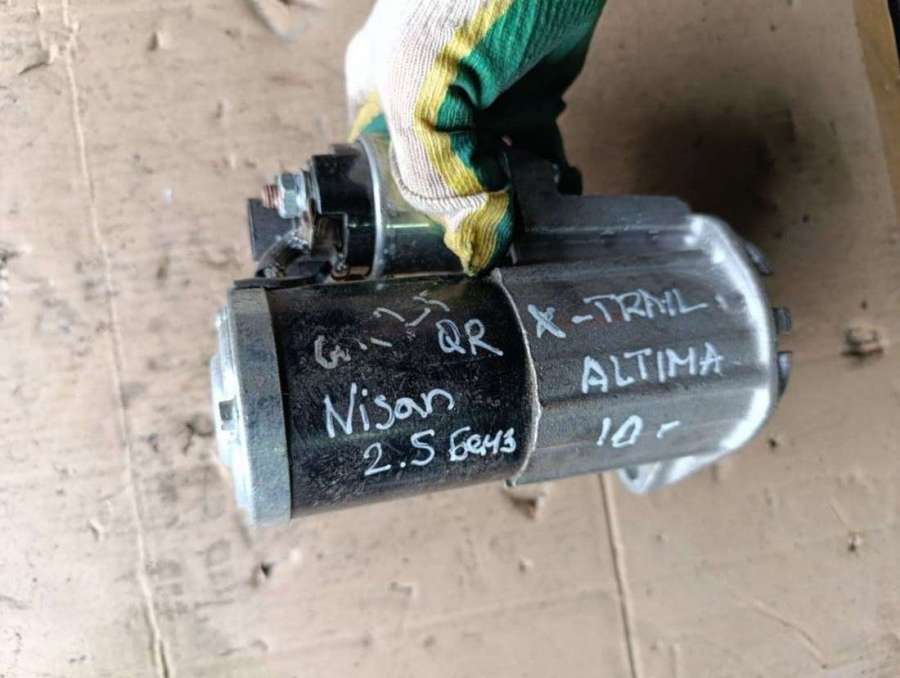 QR X-TRAIL
Nisan ALTIMA
2.5 бенз 10-